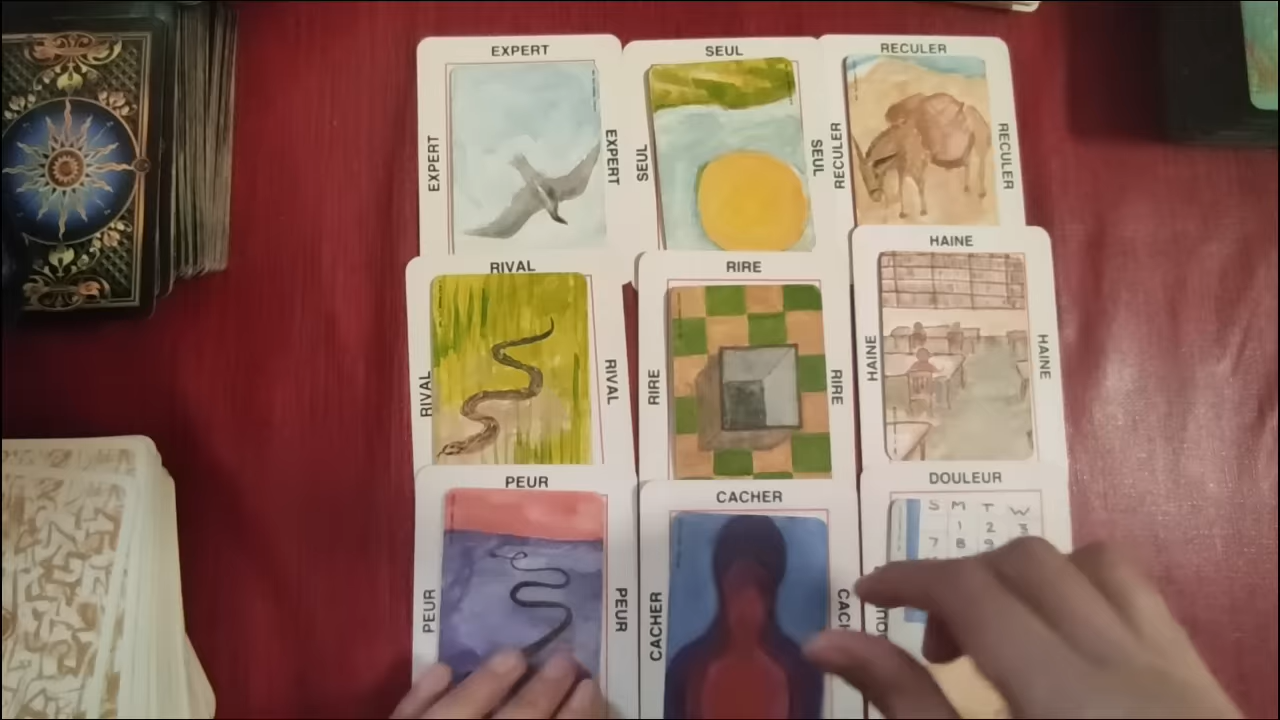 EXPERT
EXPERT
EXPERT
SEUL
SEUL
SEUL
RECULER
RECULER
RECULER
RIVAL
RIVAL
RIVAL
RIRE
RIRE
RIRE
HAINE
HAINE
HAINE
PEUR
PEUR
PEUR
CACHER
CACHER
DOULEUR
S M T W
1 2 3
7 8 9